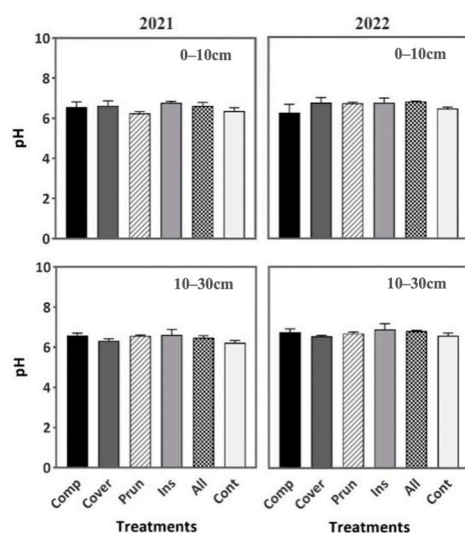 2021 2022
10 0–10cm 0–10cm
8
6
pH
4
2
0
10 10–30cm 10–30cm
8
6
pH
4
2
0
Comp Cover Prun Ins All Cont Comp Cover Prun Ins All Cont
Treatments Treatments